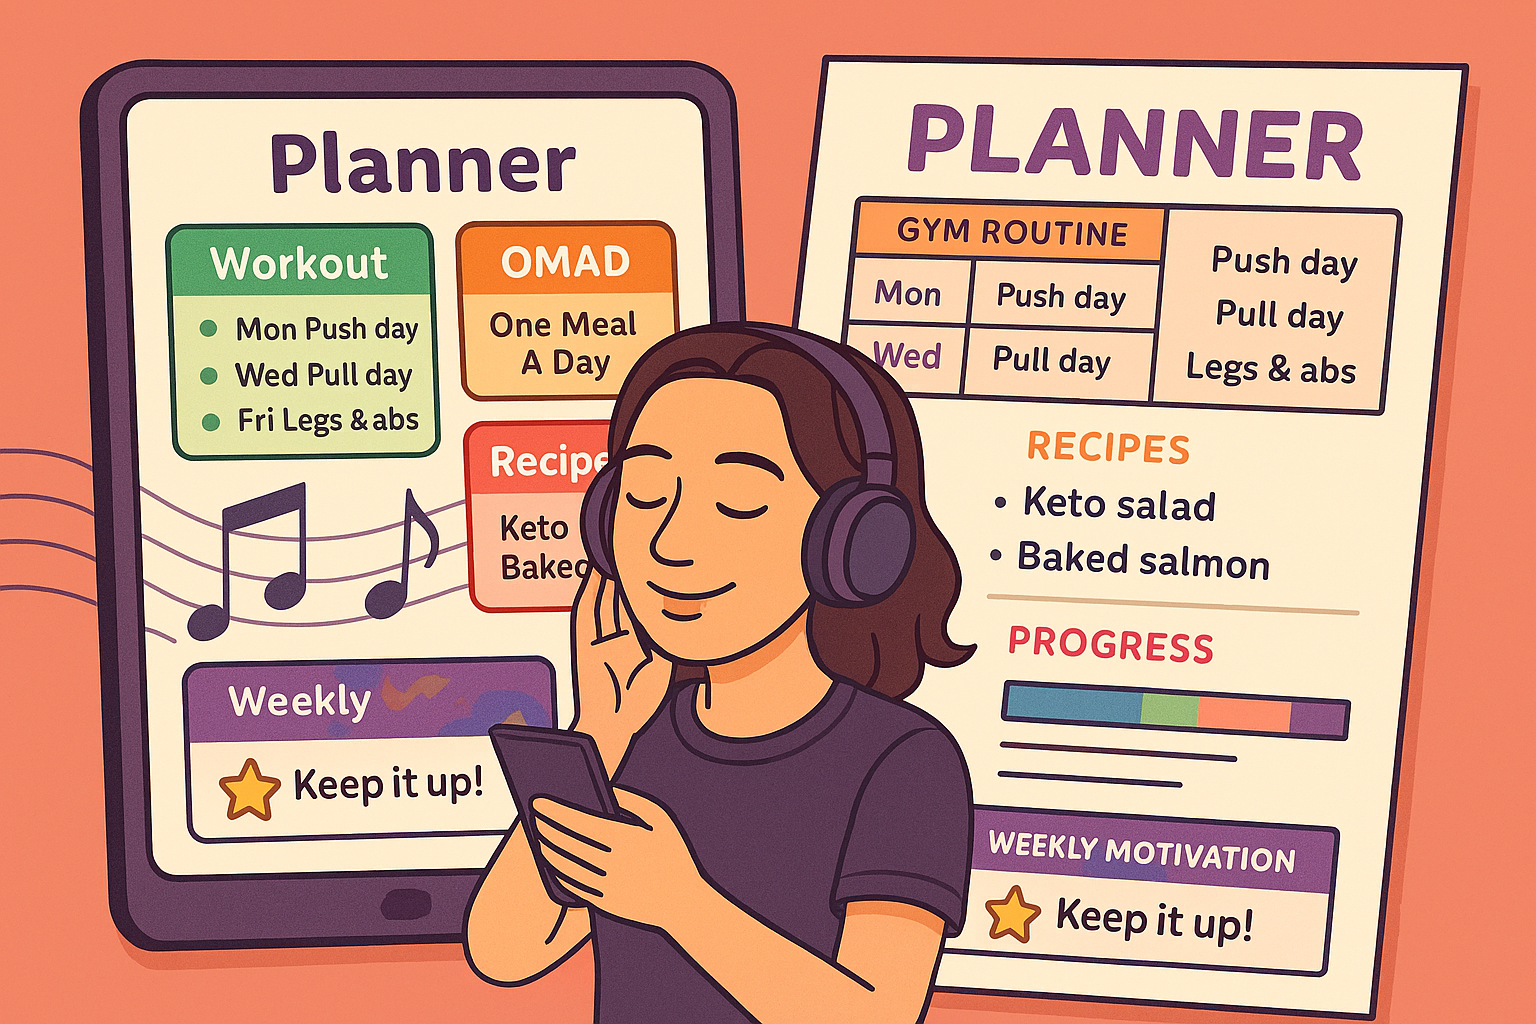 Planner
Workout
Mon Push day
Wed Pull day
Fri Legs & abs
OMAD
One Meal
A Day
Keto
Weekly
Keep it up!
PLANNER
GYM ROUTINE
Mon Push day
Wed Pull day
Push day
Pull day
Legs & abs
RECIPES
• Keto salad
• Baked salmon
PROGRESS
WEEKLY MOTIVATION
Keep it up!